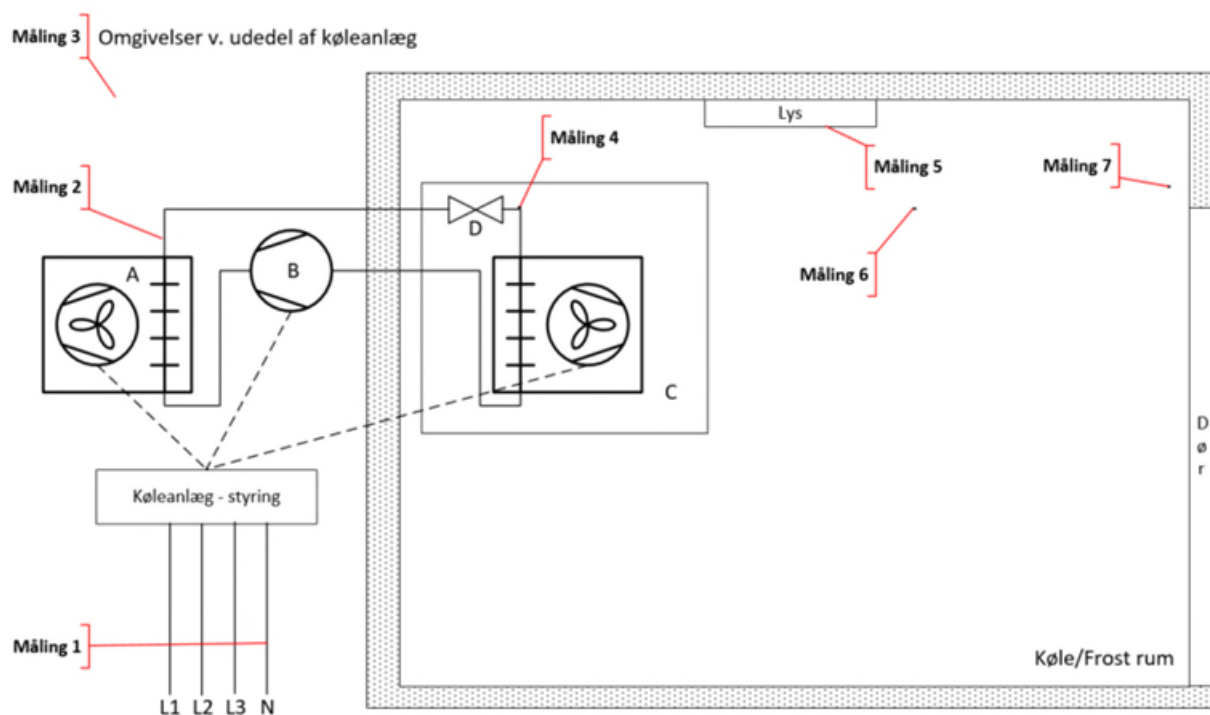 Måling 3 Omgivelser v. udedel af køleanlæg
Lys
Måling 4
Måling 5
Måling 7
Måling 2
D
A
B
Måling 6
C
Dør
Køleanlæg - styring
Måling 1
Køle/Frost rum
L1 L2 L3 N